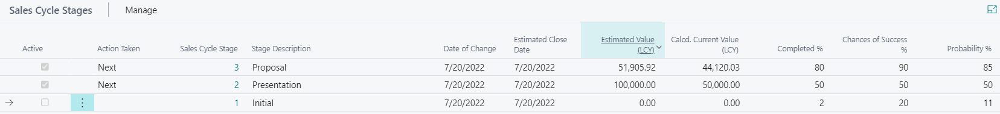 Sales Cycle Stages Manage
Active Action Taken Sales Cycle Stage Stage Description Date of Change Estimated Close Date Estimated Value (LCY) Calcd. Current Value (LCY) Completed % Chances of Success % Probability %
Next 3 Proposal 7/20/2022 7/20/2022 51,905.92 44,120.03 80 90 85
Next 2 Presentation 7/20/2022 7/20/2022 100,000.00 50,000.00 50 50 50
1 Initial 7/20/2022 7/20/2022 0.00 0.00 2 20 11